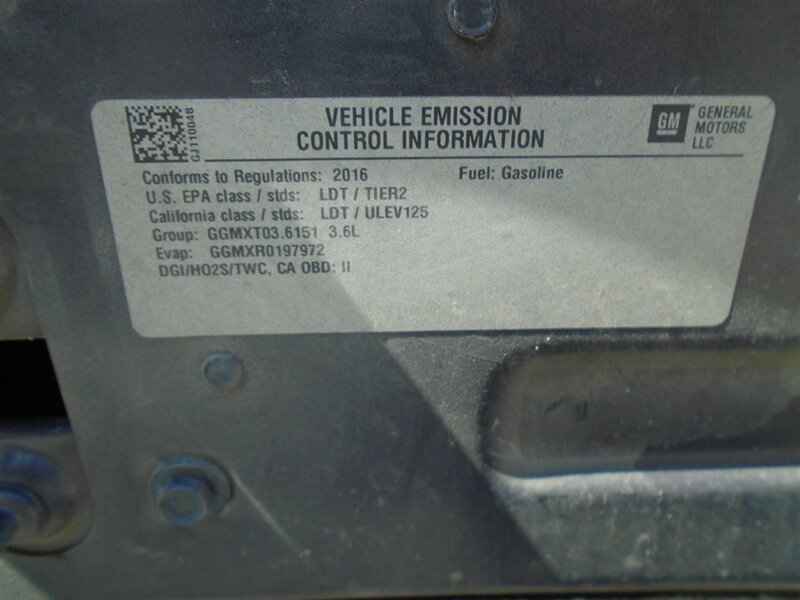 VEHICLE EMISSION
CONTROL INFORMATION
GM
GENERAL
MOTORS
LLC
GJ110048
Conforms to Regulations: 2016 Fuel: Gasoline
U.S. EPA class / stds: LDT / TIER2
California class / stds: LDT / ULEV125
Group: GGMXT03.6151 3.6L
Evap: GGMXR0197972
DGI/HO2S/TWC, CA OBD: II